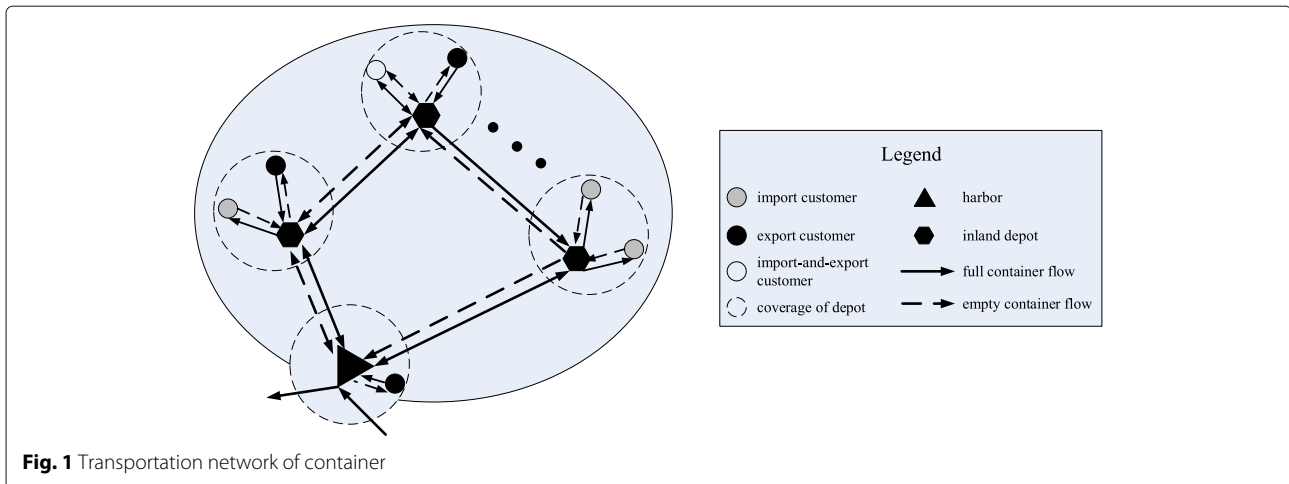 Legend
import customer
harbor
export customer
inland depot
import-and-export
customer
full container flow
coverage of depot
empty container flow
Fig. 1 Transportation network of container